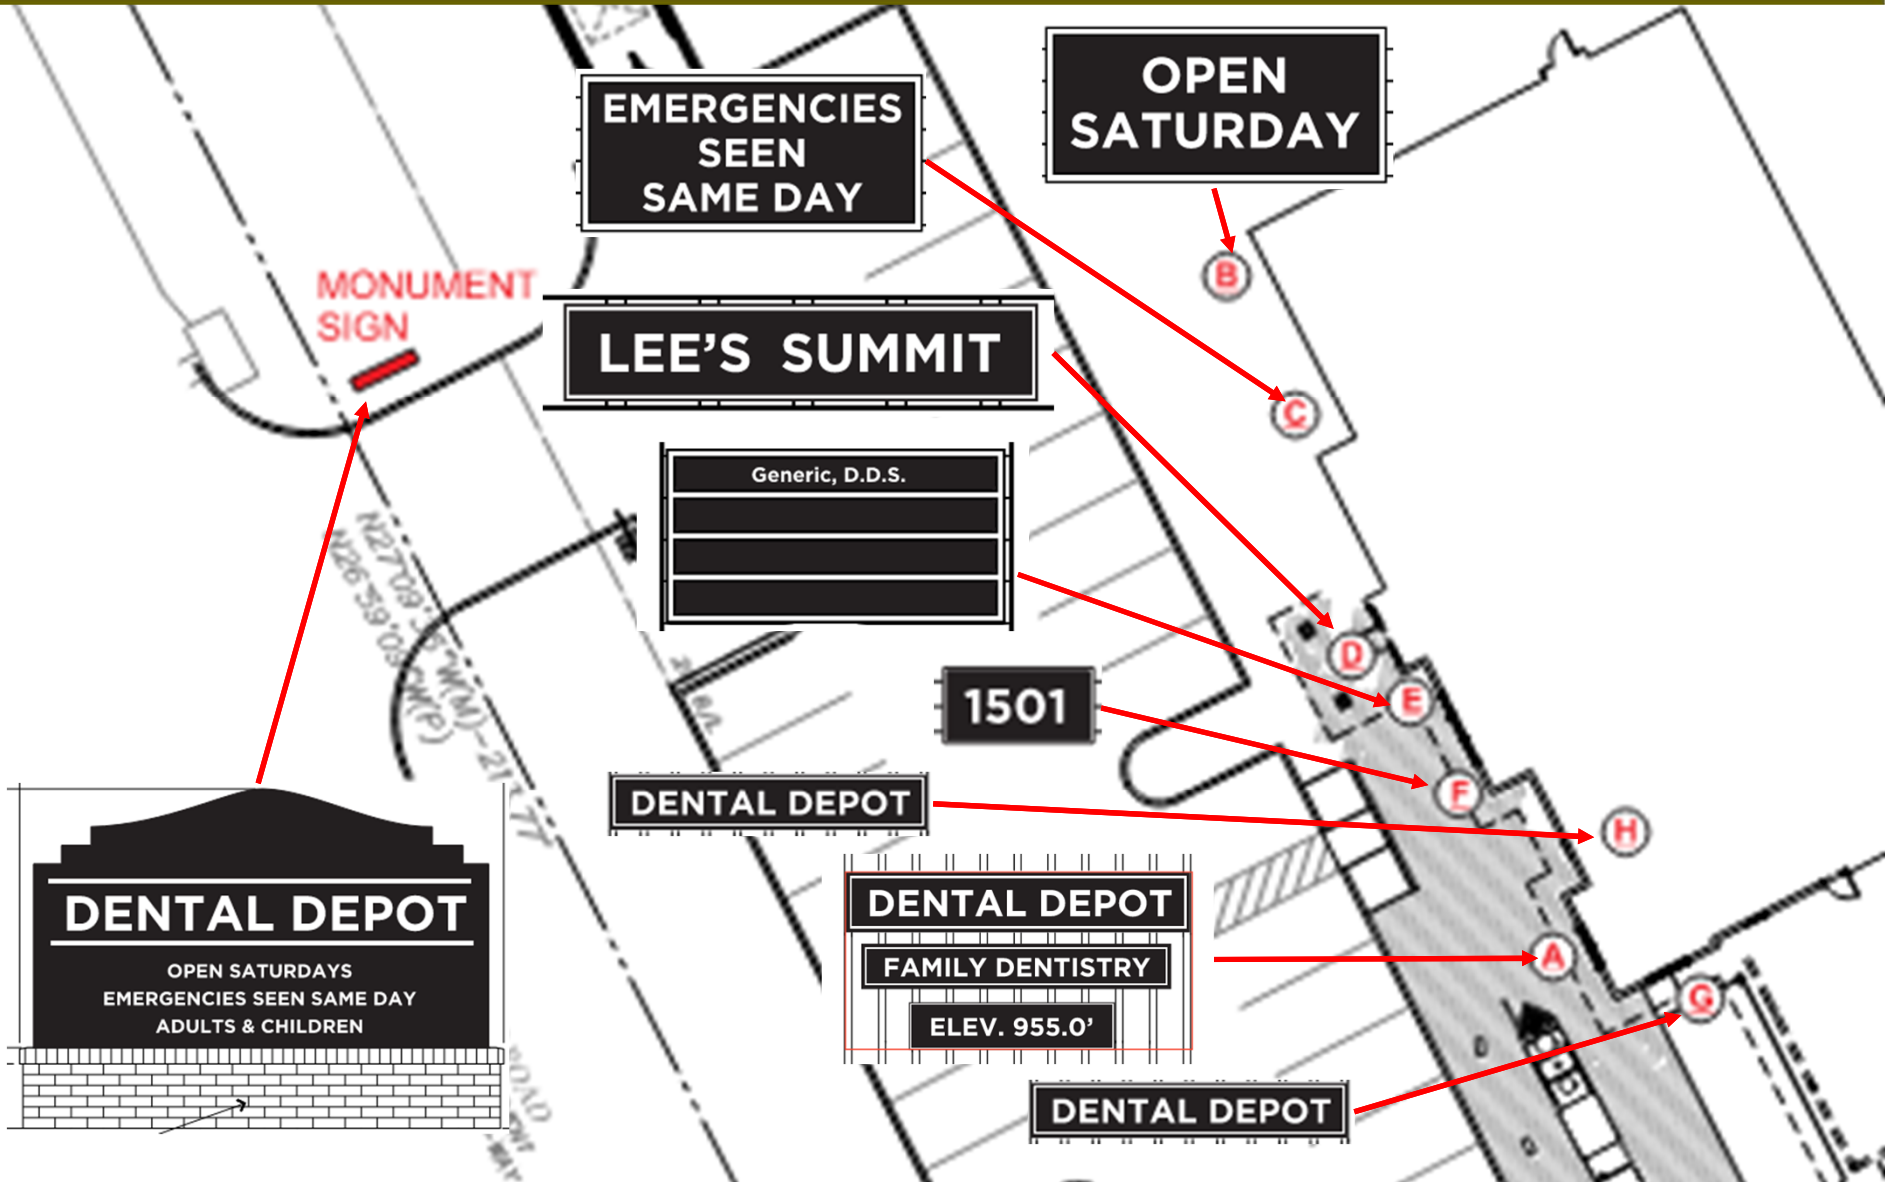 EMERGENCIES
SEEN
SAME DAY
OPEN
SATURDAY
B
MONUMENT
SIGN
LEE'S SUMMIT
C
Generic, D.D.S.
D
E
1501
F
DENTAL DEPOT
H
DENTAL DEPOT
FAMILY DENTISTRY
ELEV. 955.0'
A
G
DENTAL DEPOT
DENTAL DEPOT
OPEN SATURDAYS
EMERGENCIES SEEN SAME DAY
ADULTS & CHILDREN